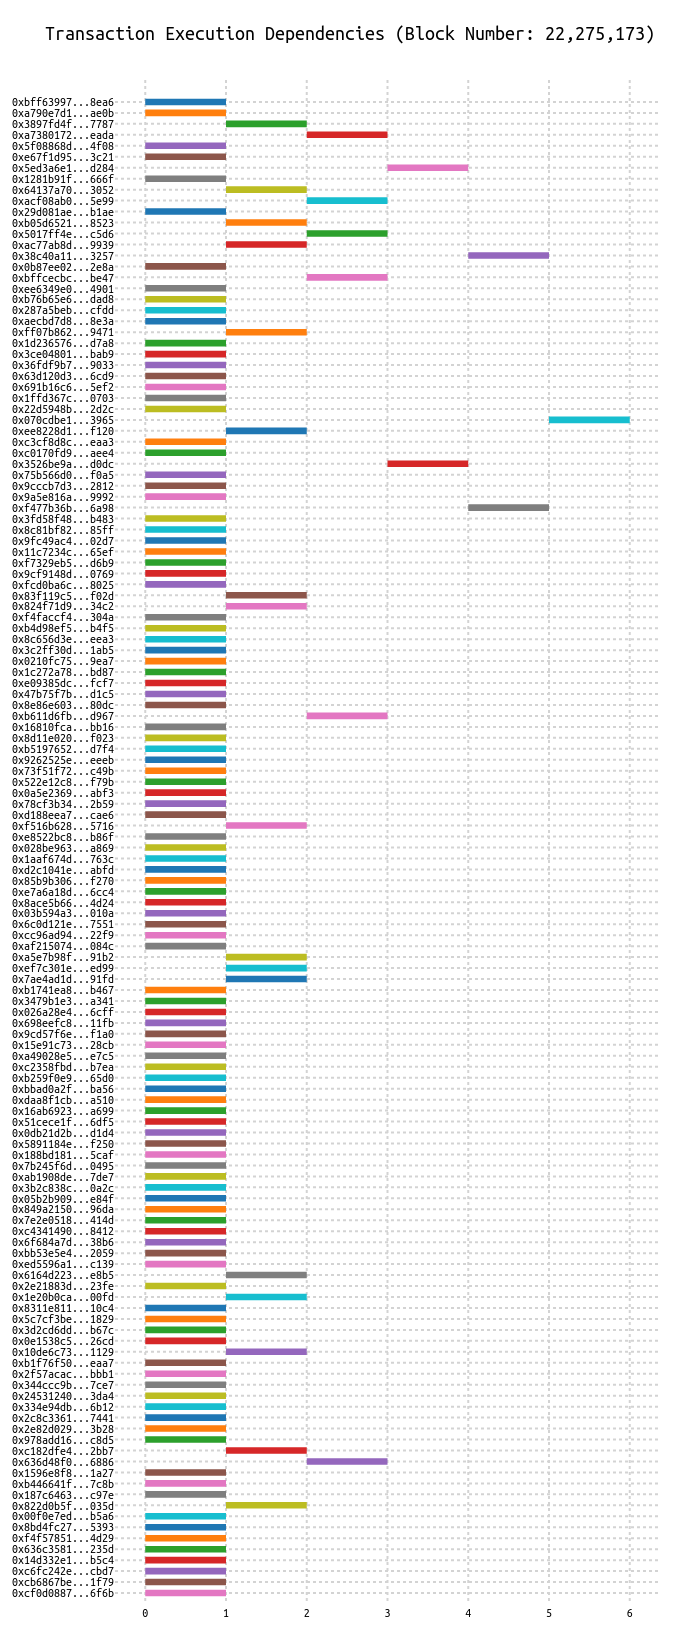 Transaction Execution Dependencies (Block Number: 22,275,173)
0xbff63997...8ea6
0xa790e7d1...ae0b
0x3897fd4f...7787
0xa7380172...eada
0x5f08868d...4f08
0xe67f1d95...3c21
0x5ed3a6e1...d284
0x1281b91f...666f
0x64137a70...3052
0xacf08ab0...5e99
0x29d081ae...b1ae
0xb05d6521...8523
0x5017ff4e...c5d6
0xac77ab8d...9939
0x38c40a11...3257
0x0b87ee02...2e8a
0xbffcecbc...be47
0xee6349e0...4901
0xb76b65e6...dad8
0x287a5beb...cfdd
0xaecbd7d8...8e3a
0xff07b862...9471
0x1d236576...d7a8
0x3ce04801...bab9
0x36fdf9b7...9033
0x63d120d3...6cd9
0x691b16c6...5ef2
0x1ffd367c...0703
0x22d5948b...2d2c
0x070cdbe1...3965
0xee8228d1...f120
0xc3cf8d8c...eaa3
0xc0170fd9...aee4
0x3526be9a...d0dc
0x75b566d0...f0a5
0x9cccb7d3...2812
0x9a5e816a...9992
0xf477b36b...6a98
0x3fd58f48...b483
0x8c81bf82...85ff
0x9fc49ac4...02d7
0x11c7234c...65ef
0xf7329eb5...d6b9
0x9cf9148d...0769
0xfcd0ba6c...8025
0x83f119c5...f02d
0x824f71d9...34c2
0xf4faccf4...304a
0xb4d98ef5...b4f5
0x8c656d3e...eea3
0x3c2ff30d...1ab5
0x0210fc75...9ea7
0x1c272a78...bd87
0xe09385dc...fcf7
0x47b75f7b...d1c5
0x8e86e603...80dc
0xb611d6fb...d967
0x16810fca...bb16
0x8d11e020...f023
0xb5197652...d7f4
0x9262525e...eeeb
0x73f51f72...c49b
0x522e12c8...f79b
0x0a5e2369...abf3
0x78cf3b34...2b59
0xd188eea7...cae6
0xf516b628...5716
0xe8522bc8...b86f
0x028be963...a869
0x1aaf674d...763c
0xd2c1041e...abfd
0x85b9b306...f270
0xe7a6a18d...6cc4
0x8ace5b66...4d24
0x03b594a3...010a
0x6c0d121e...7551
0xcc96ad94...22f9
0xaf215074...084c
0xa5e7b98f...91b2
0xef7c301e...ed99
0x7ae4ad1d...91fd
0xb1741ea8...b467
0x3479b1e3...a341
0x026a28e4...6cff
0x698eefc8...11fb
0x9cd57f6e...f1a0
0x15e91c73...28cb
0xa49028e5...e7c5
0xc2358fbd...b7ea
0xb259f0e9...65d0
0xbbad0a2f...ba56
0xdaa8f1cb...a510
0x16ab6923...a699
0x51cece1f...6df5
0x0db21d2b...d1d4
0x5891184e...f250
0x188bd181...5caf
0x7b245f6d...0495
0xab1908de...7de7
0x3b2c838c...0a2c
0x05b2b909...e84f
0x849a2150...96da
0x7e2e0518...414d
0xc4341490...8412
0x6f684a7d...38b6
0xbb53e5e4...2059
0xed5596a1...c139
0x6164d223...e8b5
0x2e21883d...23fe
0x1e20b0ca...00fd
0x8311e811...10c4
0x5c7cf3be...1829
0x3d2cd6dd...b67c
0x0e1538c5...26cd
0x10de6c73...1129
0xb1f76f50...eaa7
0x2f57acac...bbb1
0x344ccc9b...7ce7
0x24531240...3da4
0x334e94db...6b12
0x2c8c3361...7441
0x2e82d029...3b28
0x978add16...c8d5
0xc182dfe4...2bb7
0x636d48f0...6886
0x1596e8f8...1a27
0xb446641f...7c8b
0x187c6463...c97e
0x822d0b5f...035d
0x00f0e7ed...b5a6
0x8bd4fc27...5393
0xf4f57851...4d29
0x636c3581...235d
0x14d332e1...b5c4
0xc6fc242e...cbd7
0xcb6867be...1f79
0xcf0d0887...6f6b
0 1 2 3 4 5 6